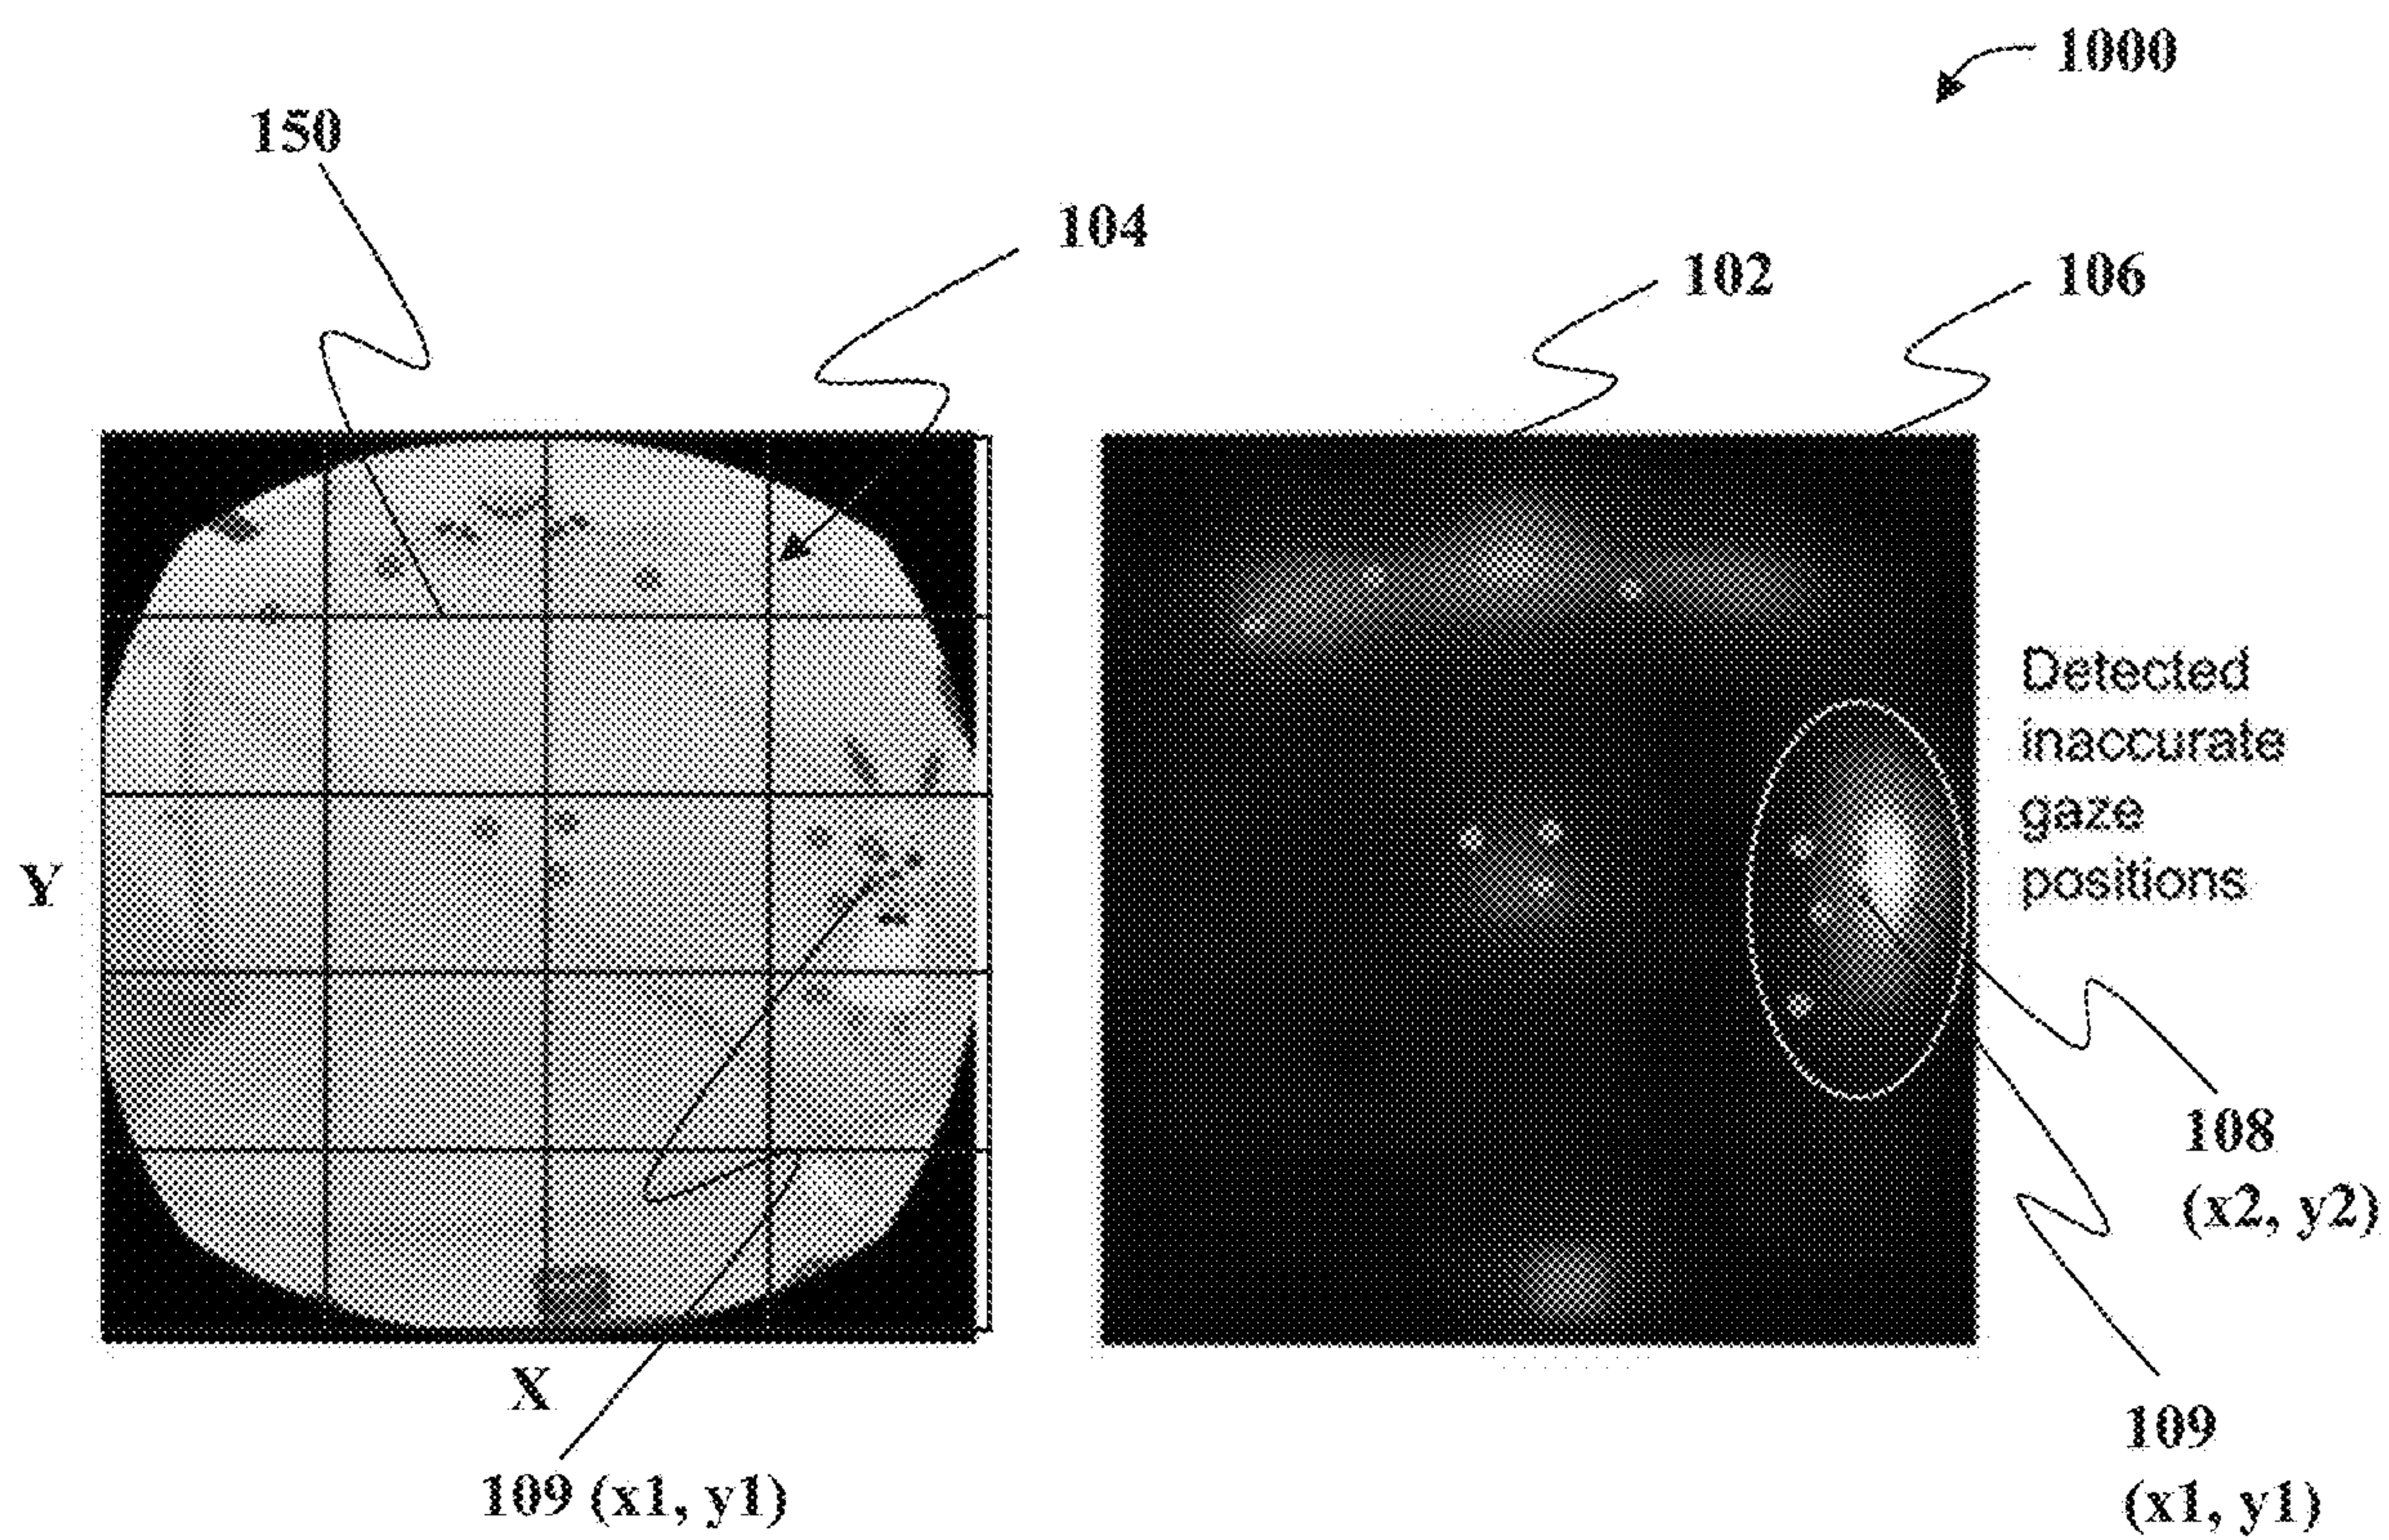 1000
150
104
102
106
Detected
inaccurate
gaze
positions
Y
108
(x2, y2)
X
109
(x1, y1)
109 (x1, y1)